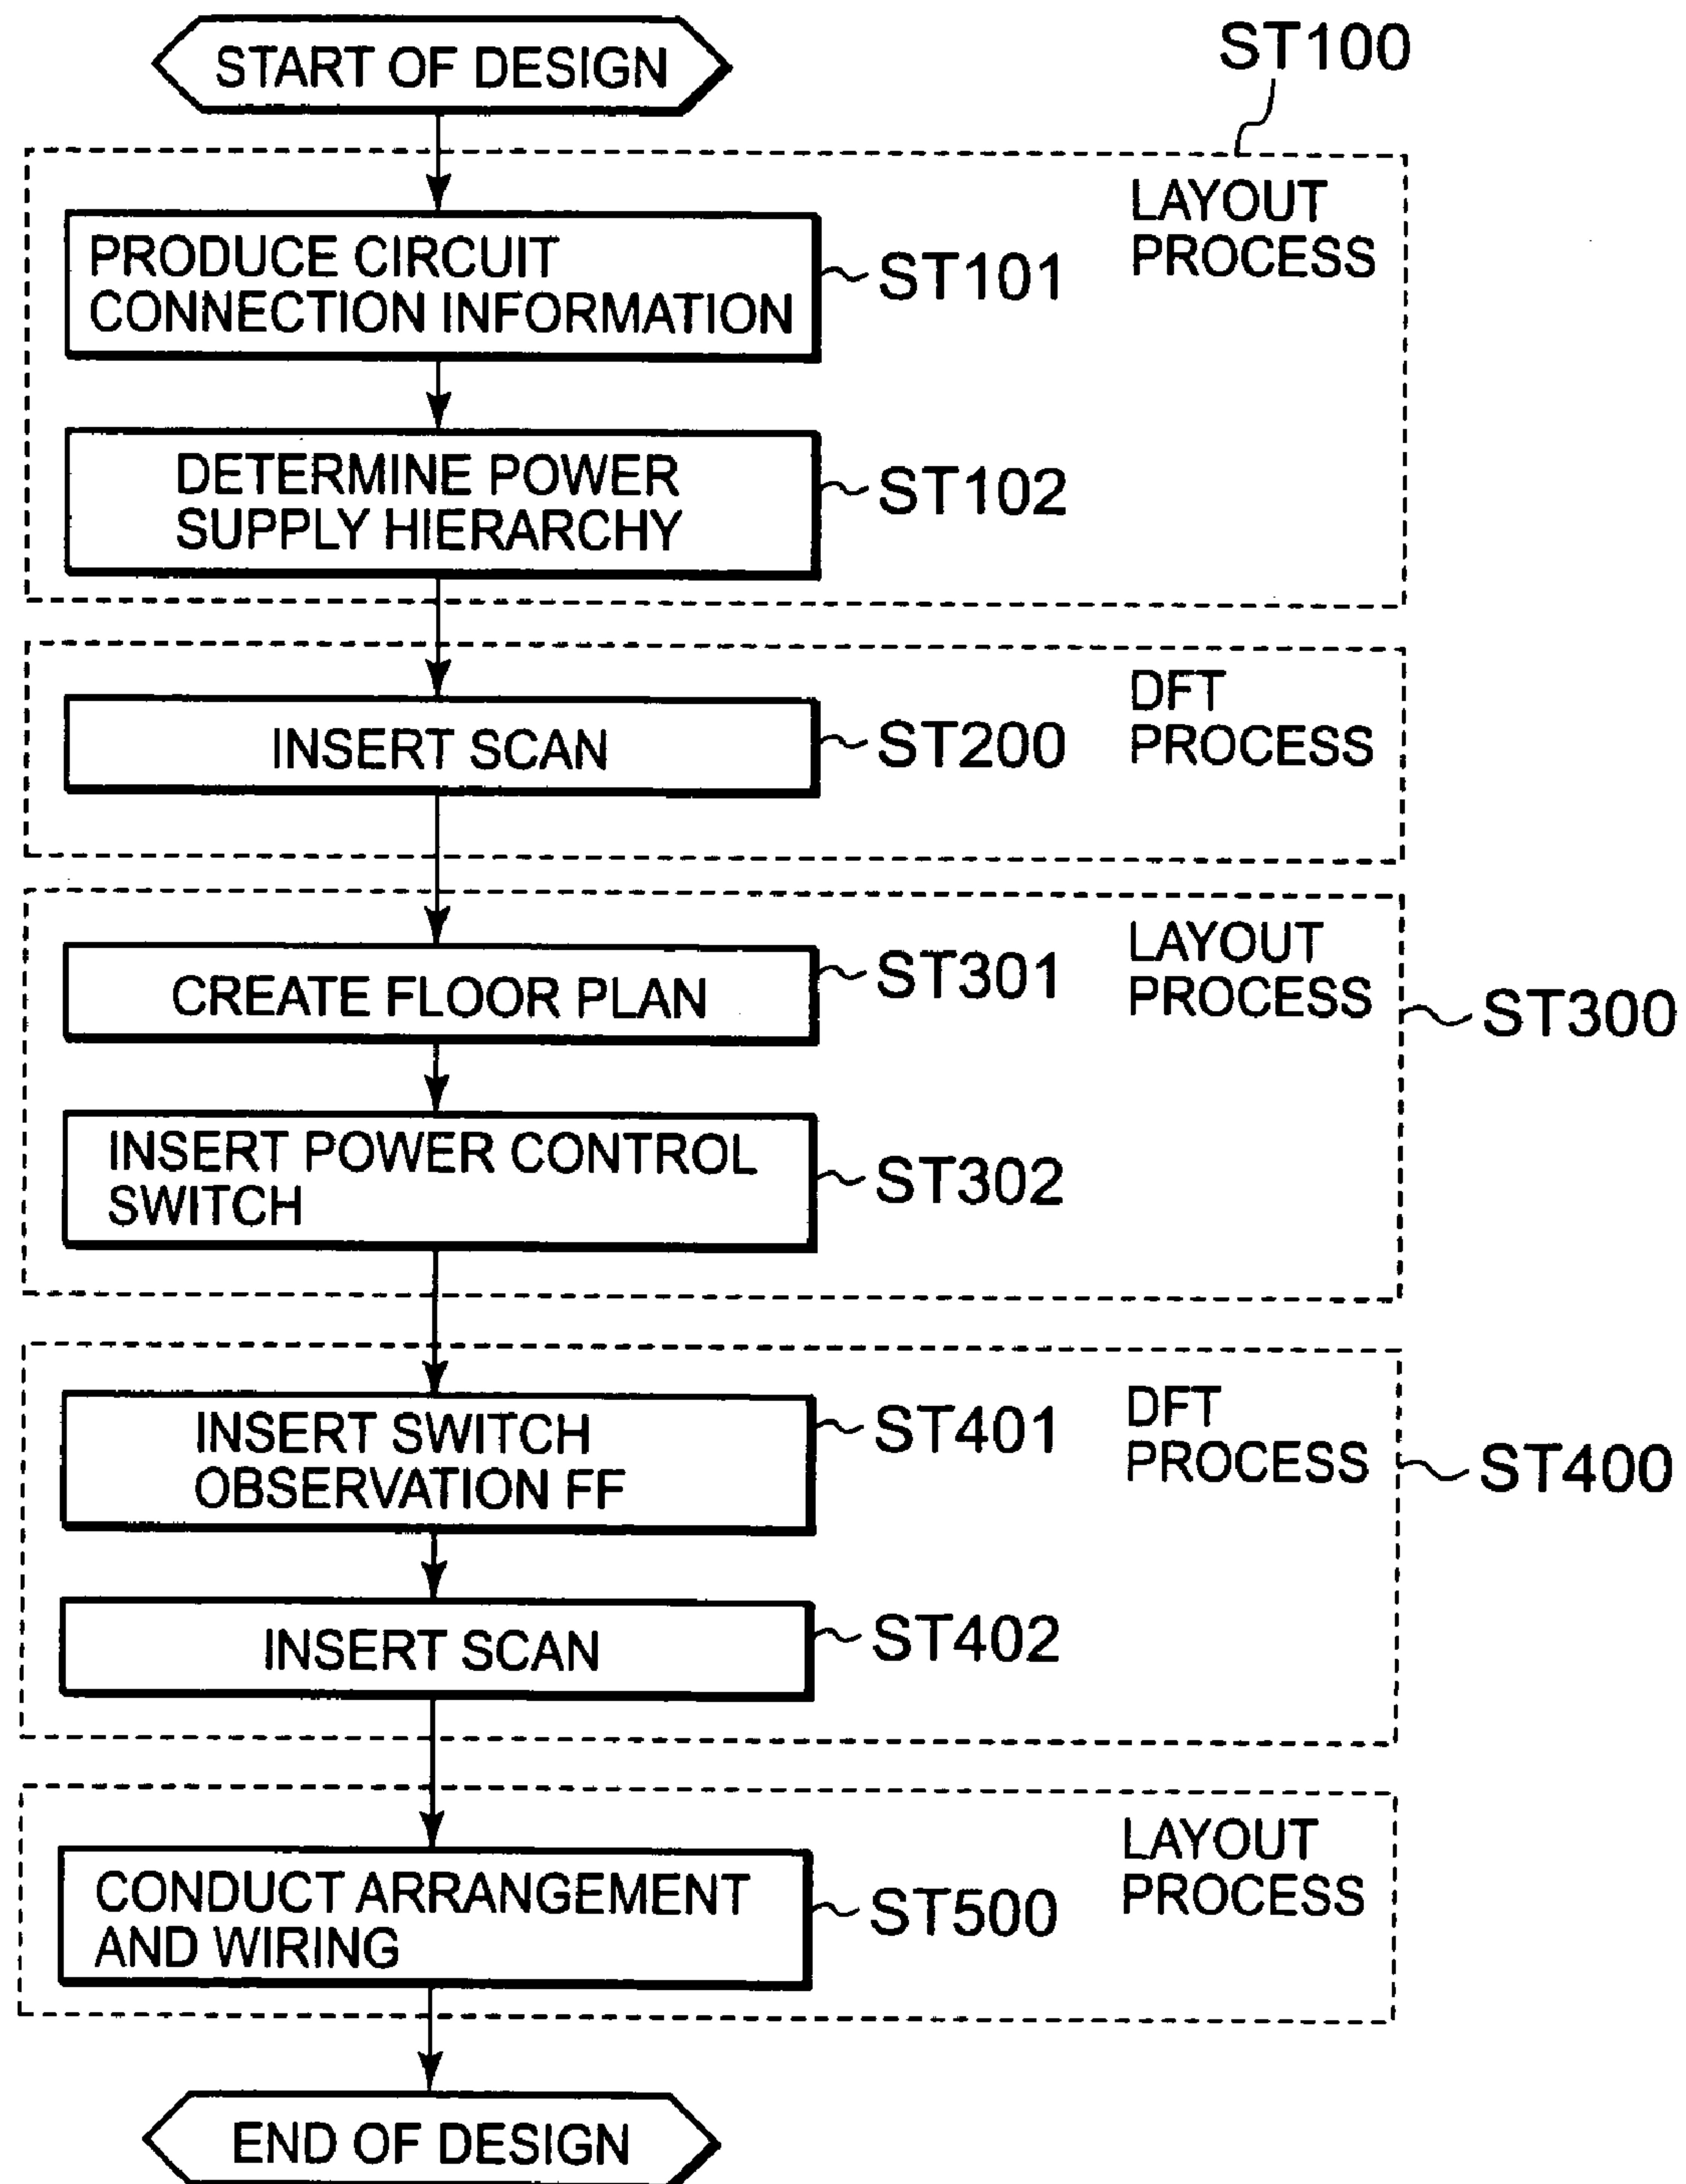 START OF DESIGN
ST100
LAYOUT
PROCESS
PRODUCE CIRCUIT
CONNECTION INFORMATION
ST101
DETERMINE POWER
SUPPLY HIERARCHY
ST102
DFT
PROCESS
INSERT SCAN
ST200
LAYOUT
PROCESS
CREATE FLOOR PLAN
ST301
ST300
INSERT POWER CONTROL
SWITCH
ST302
DFT
PROCESS
INSERT SWITCH
OBSERVATION FF
ST401
ST400
INSERT SCAN
ST402
LAYOUT
PROCESS
CONDUCT ARRANGEMENT
AND WIRING
ST500
END OF DESIGN